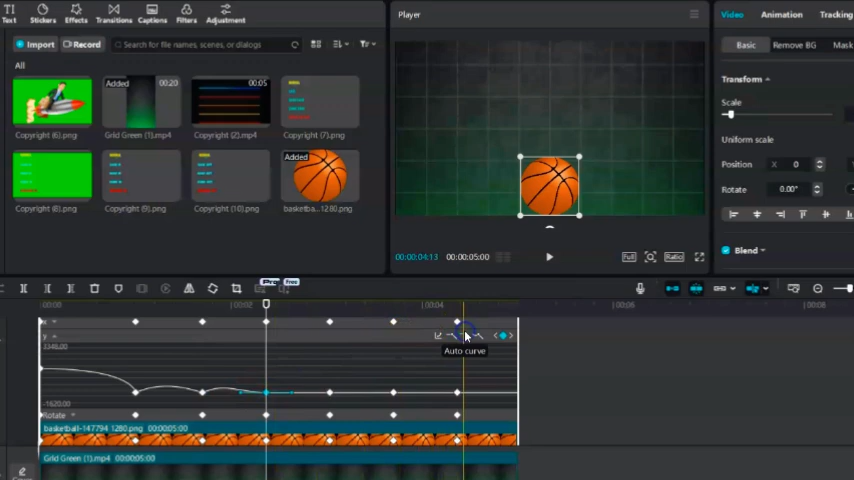 Text
Stickers
Effects
Transitions
Captions
Filters
Adjustment
Player
Video
Animation
Tracking
Import
Record
Search for file names, scenes, or dialogs
Basic
Remove BG
Mask
All
Transform
Added
00:20
00:05
Added
Scale
Copyright (6).png
Grid Green (1).mp4
Copyright (2).mp4
Copyright (7).png
Uniform scale
Position
X
0
Rotate
0.00°
Copyright (8).png
Copyright (9).png
Copyright (10).png
basketba...1280.png
Blend
00:00:04:13
00:00:05:00
Full
Ratio
Pro
Free
00:00
00:02
00:04
00:06
00:08
x
y
Auto curve
3348.00
-1620.00
Rotate
basketball-147794 1280.png
00:00:05:00
Grid Green (1).mp4
00:00:05:00